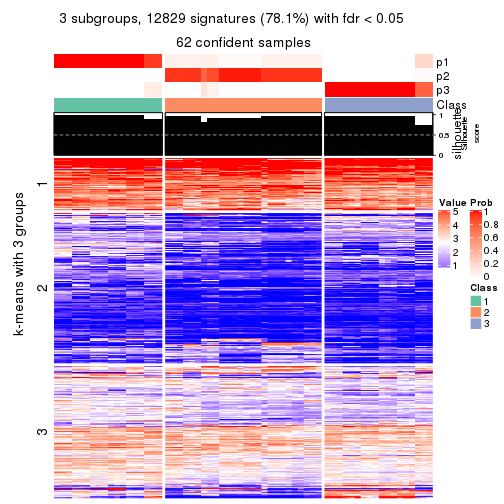 3 subgroups, 12829 signatures (78.1%) with fdr < 0.05
62 confident samples
p1
p2
p3
Class
1
0.5
0
silhouette
Silhouette
score
k-means with 3 groups
1
2
3
Value
5
4
3
2
1
Prob
1
0.8
0.6
0.4
0.2
0
Class
1
2
3